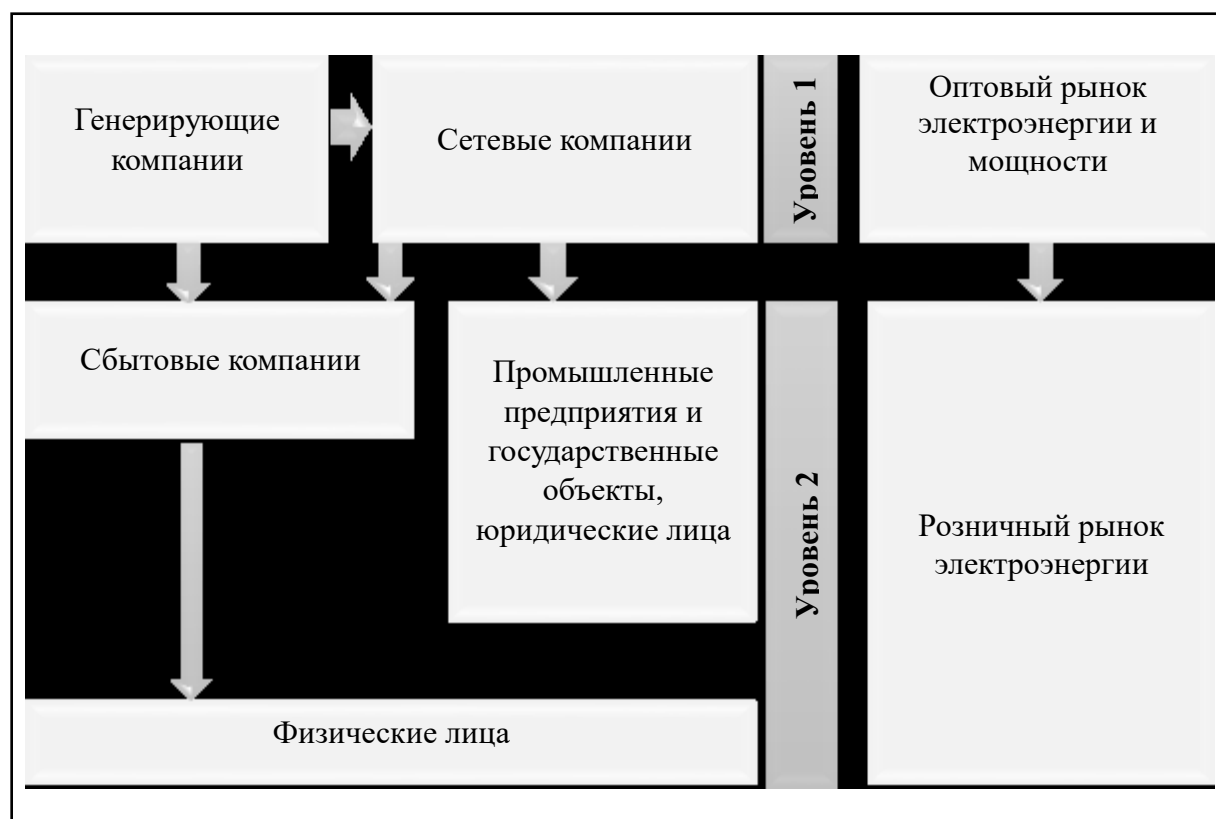 Генерирующие
компании
Сетевые компании
Уровень 1
Оптовый рынок
электроэнергии и
мощности
Сбытовые компании
Промышленные
предприятия и
государственные
объекты,
юридические лица
Уровень 2
Розничный рынок
электроэнергии
Физические лица